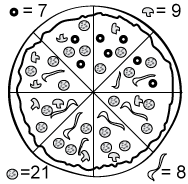 = 7
= 9
=21
= 8